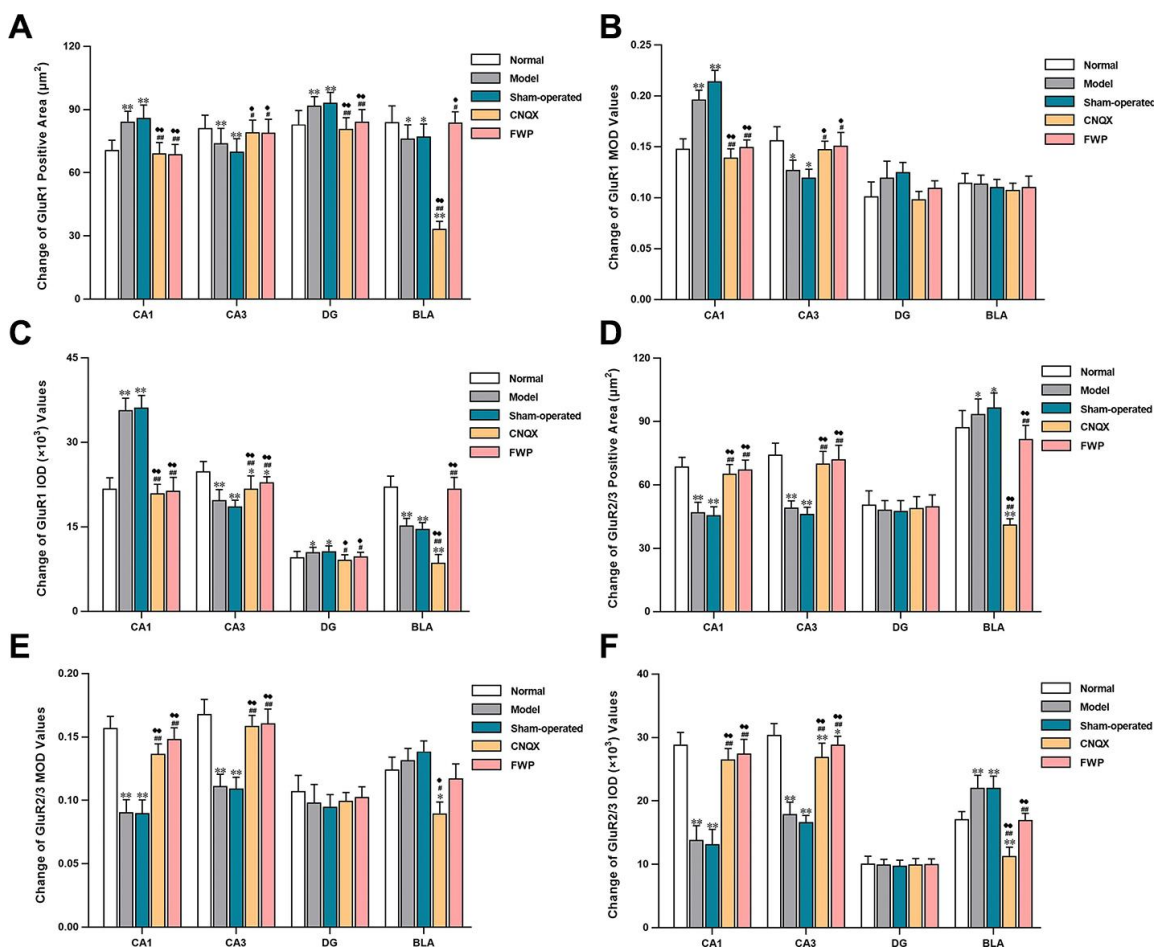 A
Change of GluR1 Positive Area (μm²)
120
90
60
30
0
CA1 CA3 DG BLA
Normal
Model
Sham-operated
CNQX
FWP
** ** ◆◆ ## ◆◆ ##
** ** ◆ # ◆ #
** ** ◆◆ ## ◆◆ ##
* * ◆◆ ## ** ◆ #
B
Change of GluR1 MOD Values
0.25
0.20
0.15
0.10
0.05
0.00
CA1 CA3 DG BLA
Normal
Model
Sham-operated
CNQX
FWP
** ** ◆◆ ## ◆◆ ##
* * ◆ # ◆ #
C
Change of GluR1 IOD (×10³) Values
45
30
15
0
CA1 CA3 DG BLA
Normal
Model
Sham-operated
CNQX
FWP
** ** ◆◆ ## ◆◆ ##
** ** ◆◆ ## * ◆◆ ## *
* * ◆ # ◆ #
** ** ◆◆ ## ** ◆◆ ##
D
Change of GluR2/3 Positive Area (μm²)
120
90
60
30
0
CA1 CA3 DG BLA
Normal
Model
Sham-operated
CNQX
FWP
** ** ◆◆ ## ◆◆ ##
** ** ◆◆ ## ◆◆ ##
* * ◆◆ ## ** ◆◆ ##
E
Change of GluR2/3 MOD Values
0.20
0.15
0.10
0.05
0.00
CA1 CA3 DG BLA
Normal
Model
Sham-operated
CNQX
FWP
** ** ◆◆ ## ◆◆ ##
** ** ◆◆ ## ◆◆ ##
◆ # *
F
Change of GluR2/3 IOD (×10³) Values
40
30
20
10
0
CA1 CA3 DG BLA
Normal
Model
Sham-operated
CNQX
FWP
** ** ◆◆ ## ◆◆ ##
** ** ◆◆ ## ** ◆◆ ## *
** ** ◆◆ ## ** ◆◆ ##